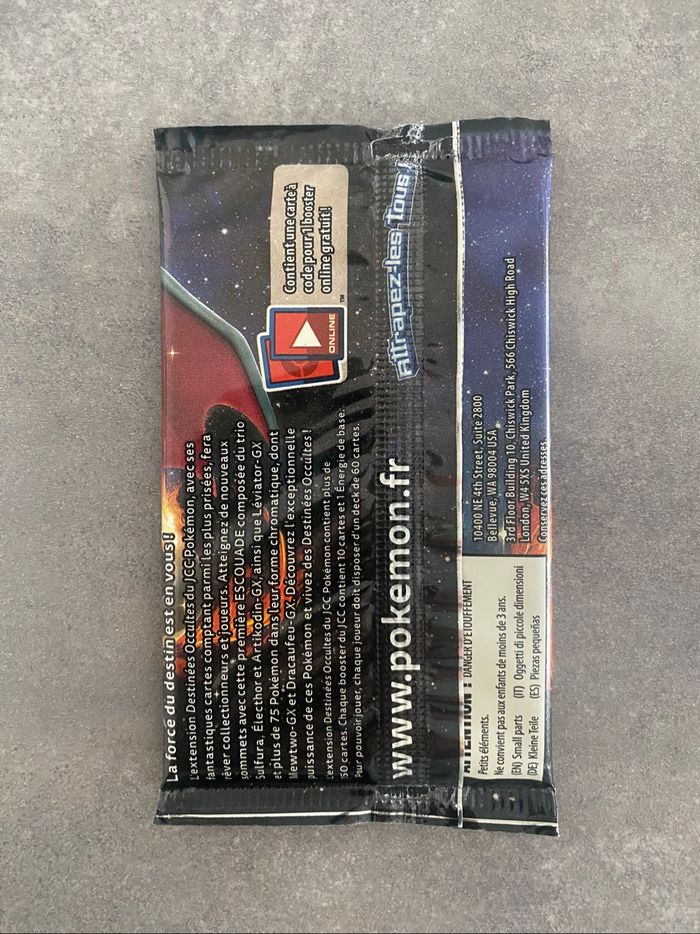 La force du destin est en vous !
L'extension Destinées Occultes du JCC Pokémon, avec ses
fantastiques cartes comptant parmi les plus prisées, fera
rêver collectionneurs et joueurs. Atteignez de nouveaux
sommets avec cette première ESCOUADE composée du trio
Sulfura, Électhor et Artikodin-GX, ainsi que Léviator-GX
et plus de 75 Pokémon dans leur forme chromatique, dont
Mewtwo-GX et Dracaufeu-GX. Découvrez l'exceptionnelle
puissance de ces Pokémon et vivez des Destinées Occultes !
L'extension Destinées Occultes du JCC Pokémon contient plus de
60 cartes. Chaque booster du JCC contient 10 cartes et 1 Énergie de base.
Pour pouvoir jouer, chaque joueur doit disposer d'un deck de 60 cartes.
Contient une carte à
code pour 1 booster
online gratuit !
ONLINE
TM
www.pokemon.fr
Attrapez-les Tous !
ATTENTION ! DANGER D'ÉTOUFFEMENT
Petits éléments.
Ne convient pas aux enfants de moins de 3 ans.
(EN) Small parts (IT) Oggetti di piccole dimensioni
(DE) Kleine Teile (ES) Piezas pequeñas
10400 NE 4th Street, Suite 2800
Bellevue, WA 98004 USA
3rd Floor Building 10, Chiswick Park, 566 Chiswick High Road
London, W4 5XS United Kingdom
Conservez ces adresses.